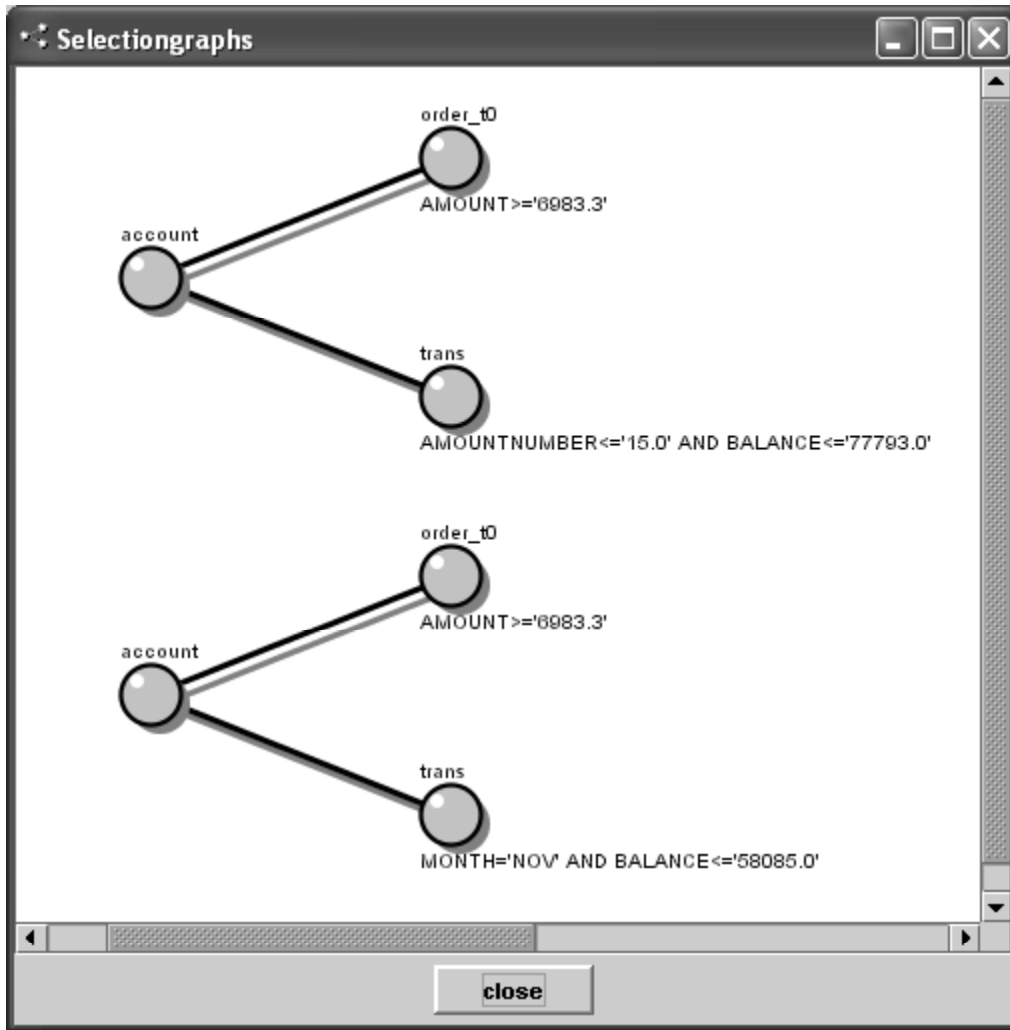 Selectiongraphs
order_t0
AMOUNT>='6983.3'
account
trans
AMOUNTNUMBER<='15.0' AND BALANCE<='77793.0'
order_t0
AMOUNT>='6983.3'
account
trans
MONTH='NOV' AND BALANCE<='58085.0'
close